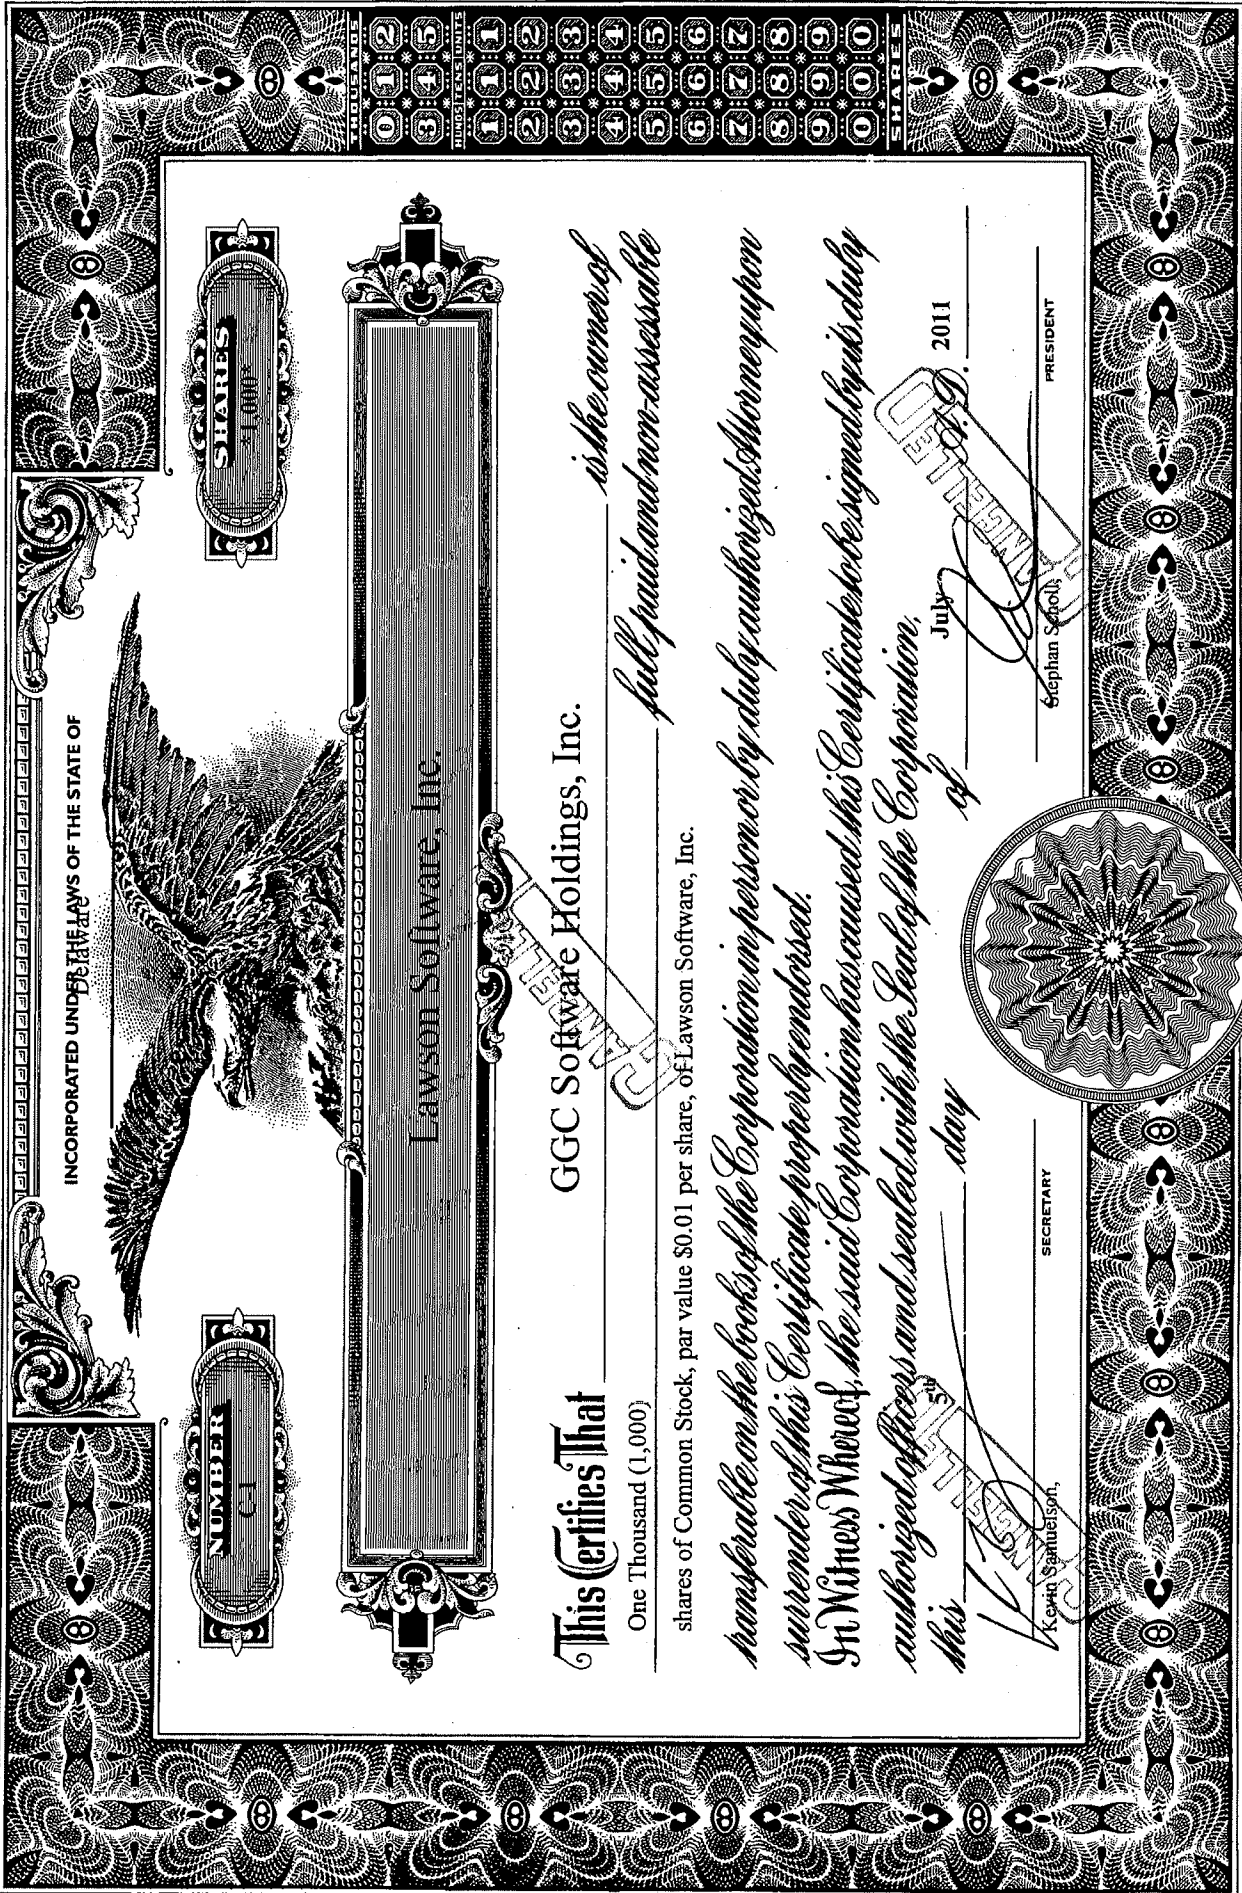 INCORPORATED UNDER THE LAWS OF THE STATE OF
Delaware
NUMBER
C-1
SHARES
*1,000*
Lawson Software, Inc.
This Certifies That GGC Software Holdings, Inc. is the owner of
One Thousand (1,000) full paid and non-assessable
shares of Common Stock, par value $0.01 per share, of Lawson Software, Inc.
transferable on the books of the Corporation in person or by duly authorized Attorney upon
surrender of this Certificate properly endorsed.
In Witness Whereof, the said Corporation has caused this Certificate to be signed by its duly
authorized officers and sealed with the Seal of the Corporation,
this 5th day of July A.D. 2011
Kevin Samuelson, SECRETARY
Stephan Scholl, PRESIDENT
CANCELLED
CANCELLED
CANCELLED
THOUSANDS
0 1 2
3 4 5
HUNDS TENS UNITS
1 1 1
2 2 2
3 3 3
4 4 4
5 5 5
6 6 6
7 7 7
8 8 8
9 9 9
0 0 0
SHARES